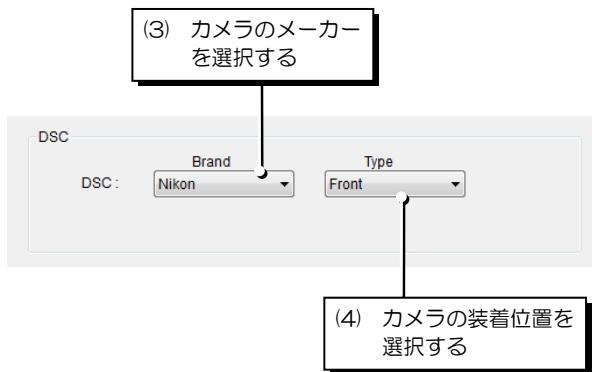 (3) カメラのメーカー
を選択する
DSC
Brand Type
DSC : Nikon Front
(4) カメラの装着位置を
選択する